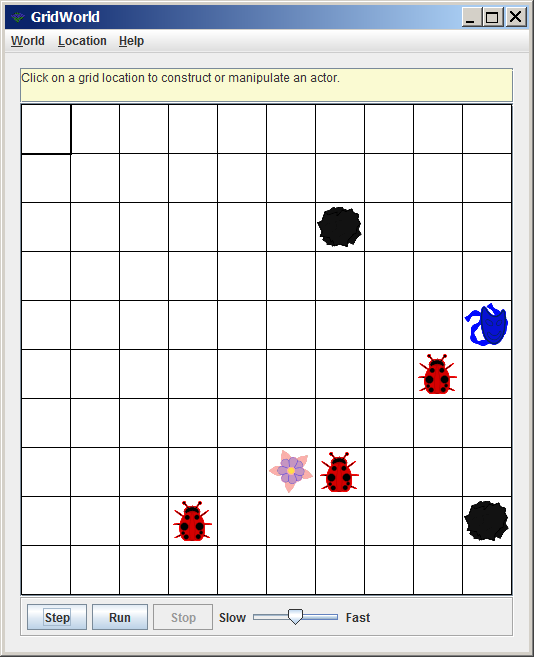 GridWorld
World Location Help
Click on a grid location to construct or manipulate an actor.
Step Run Stop Slow Fast